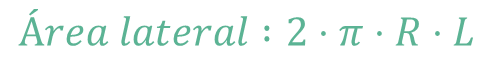 Área lateral : 2 · π · R · L